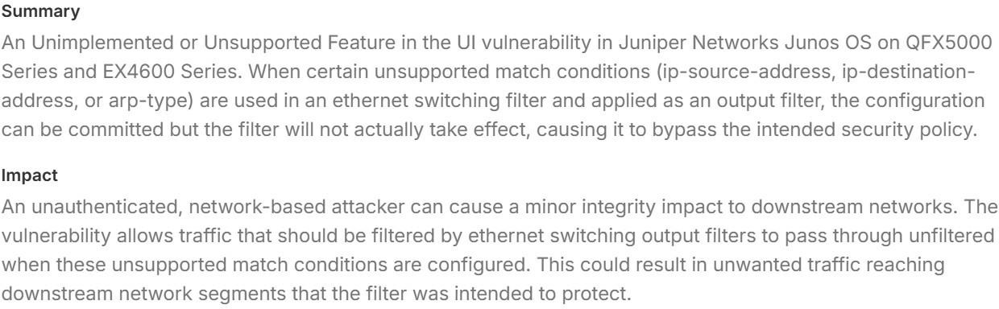 Summary
An Unimplemented or Unsupported Feature in the UI vulnerability in Juniper Networks Junos OS on QFX5000
Series and EX4600 Series. When certain unsupported match conditions (ip-source-address, ip-destination-
address, or arp-type) are used in an ethernet switching filter and applied as an output filter, the configuration
can be committed but the filter will not actually take effect, causing it to bypass the intended security policy.
Impact
An unauthenticated, network-based attacker can cause a minor integrity impact to downstream networks. The
vulnerability allows traffic that should be filtered by ethernet switching output filters to pass through unfiltered
when these unsupported match conditions are configured. This could result in unwanted traffic reaching
downstream network segments that the filter was intended to protect.